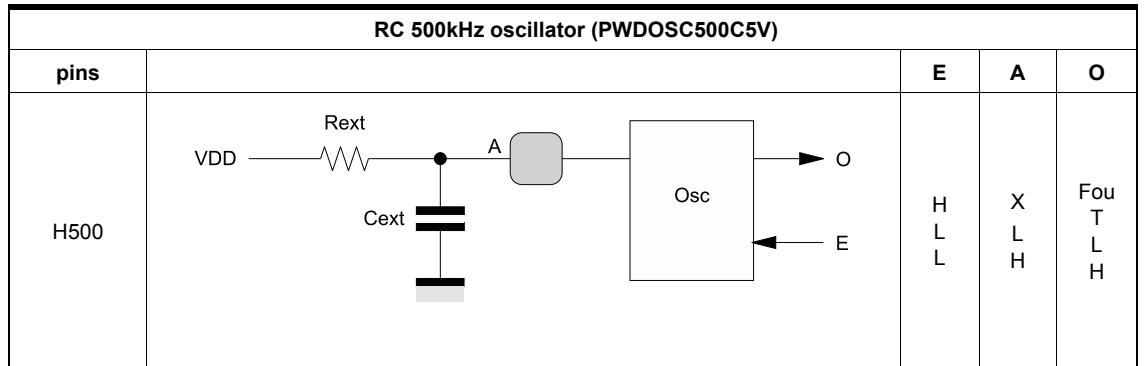 RC 500kHz oscillator (PWDOSC500C5V)
pins E A O
H500
Rext
VDD
A
Cext
Osc
O
E
H
L
L
X
L
H
Fou
T
L
H